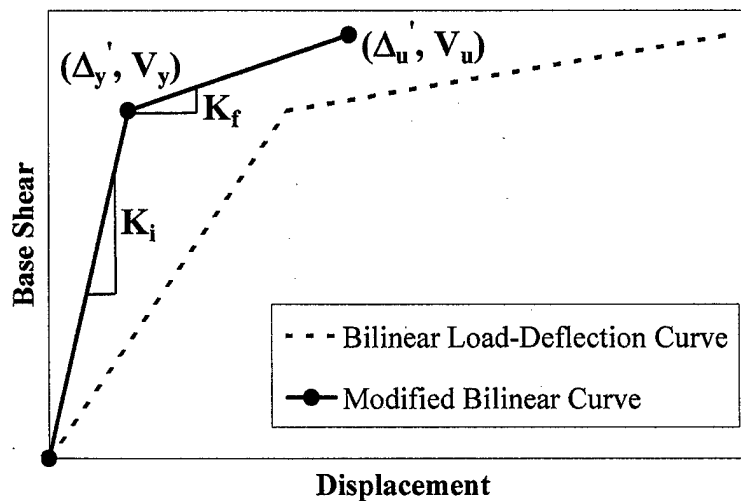 (Δy', Vy)
(Δu', Vu)
Kf
Ki
Base Shear
Bilinear Load-Deflection Curve
Modified Bilinear Curve
Displacement